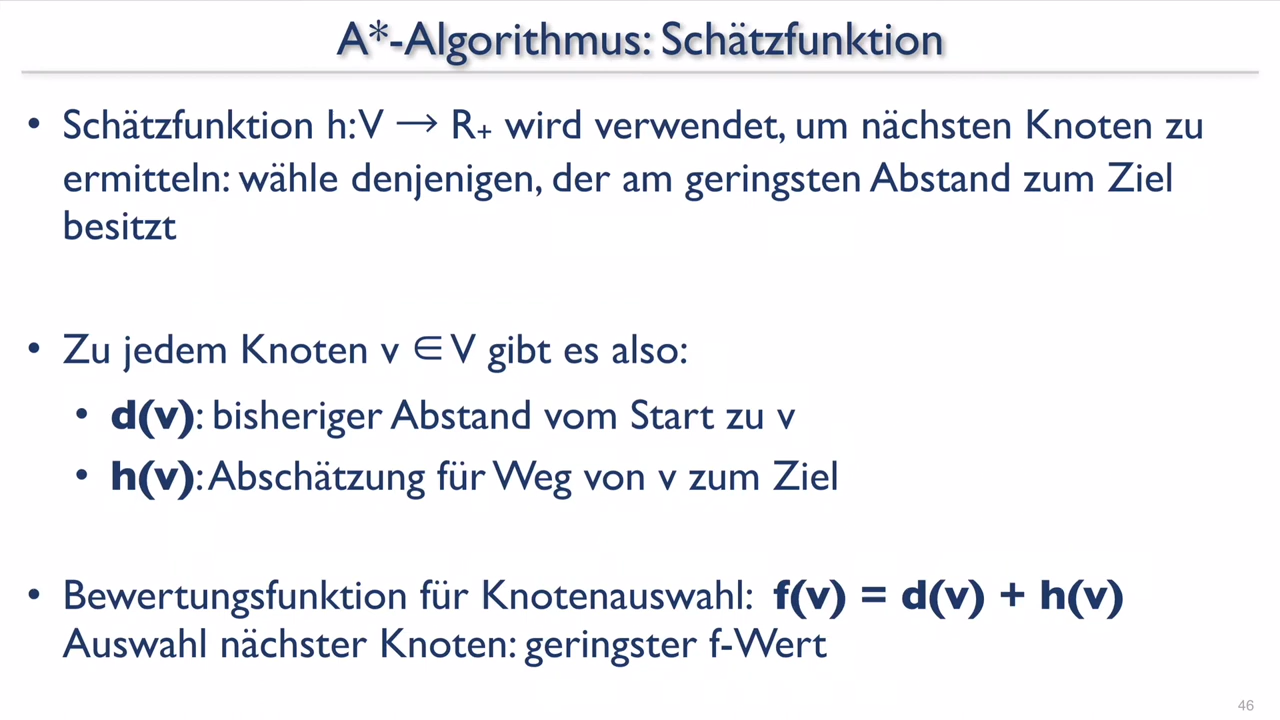 A*-Algorithmus: Schätzfunktion
• Schätzfunktion h: V → R₊ wird verwendet, um nächsten Knoten zu
ermitteln: wähle denjenigen, der am geringsten Abstand zum Ziel
besitzt
• Zu jedem Knoten v ∈ V gibt es also:
• d(v): bisheriger Abstand vom Start zu v
• h(v): Abschätzung für Weg von v zum Ziel
• Bewertungsfunktion für Knotenauswahl: f(v) = d(v) + h(v)
Auswahl nächster Knoten: geringster f-Wert
46